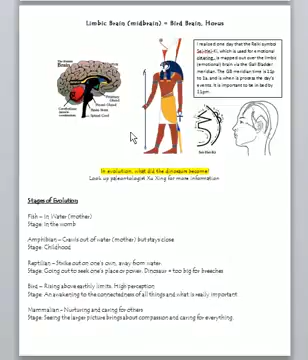 Limbic Brain (midbrain) = Bird Brain, Horus
I realized one day that the Reiki symbol
Sei-Hei-Ki, which is used for emotional
clearing, is mapped out over the limbic
(emotional) Brain via the Gall Bladder
meridian. The GB meridian time is 11p
to 1a, and is when is process the day's
events. It is important to be in bed by
11pm.
Spinal Cord
Sei-Hei-Ki
In evolution, what did the dinosaur become?
Look up paleontologist Xu Xing for more information
Stages of Evolution
Fish – In Water (mother)
Stage: In the womb
Amphibian – Crawls out of water (mother) but stays close
Stage: Childhood
Reptilian – Strike out on one's own, away from water.
Stage: Going out to seek one's place or power. Dinosaur = too big for breeches
Bird – Rising above earthly limits. High perception
Stage: An awakening to the connectedness of all things and what is really important.
Mammalian – Nurturing and caring for others
Stage: Seeing the larger picture brings about compassion and caring for everything.